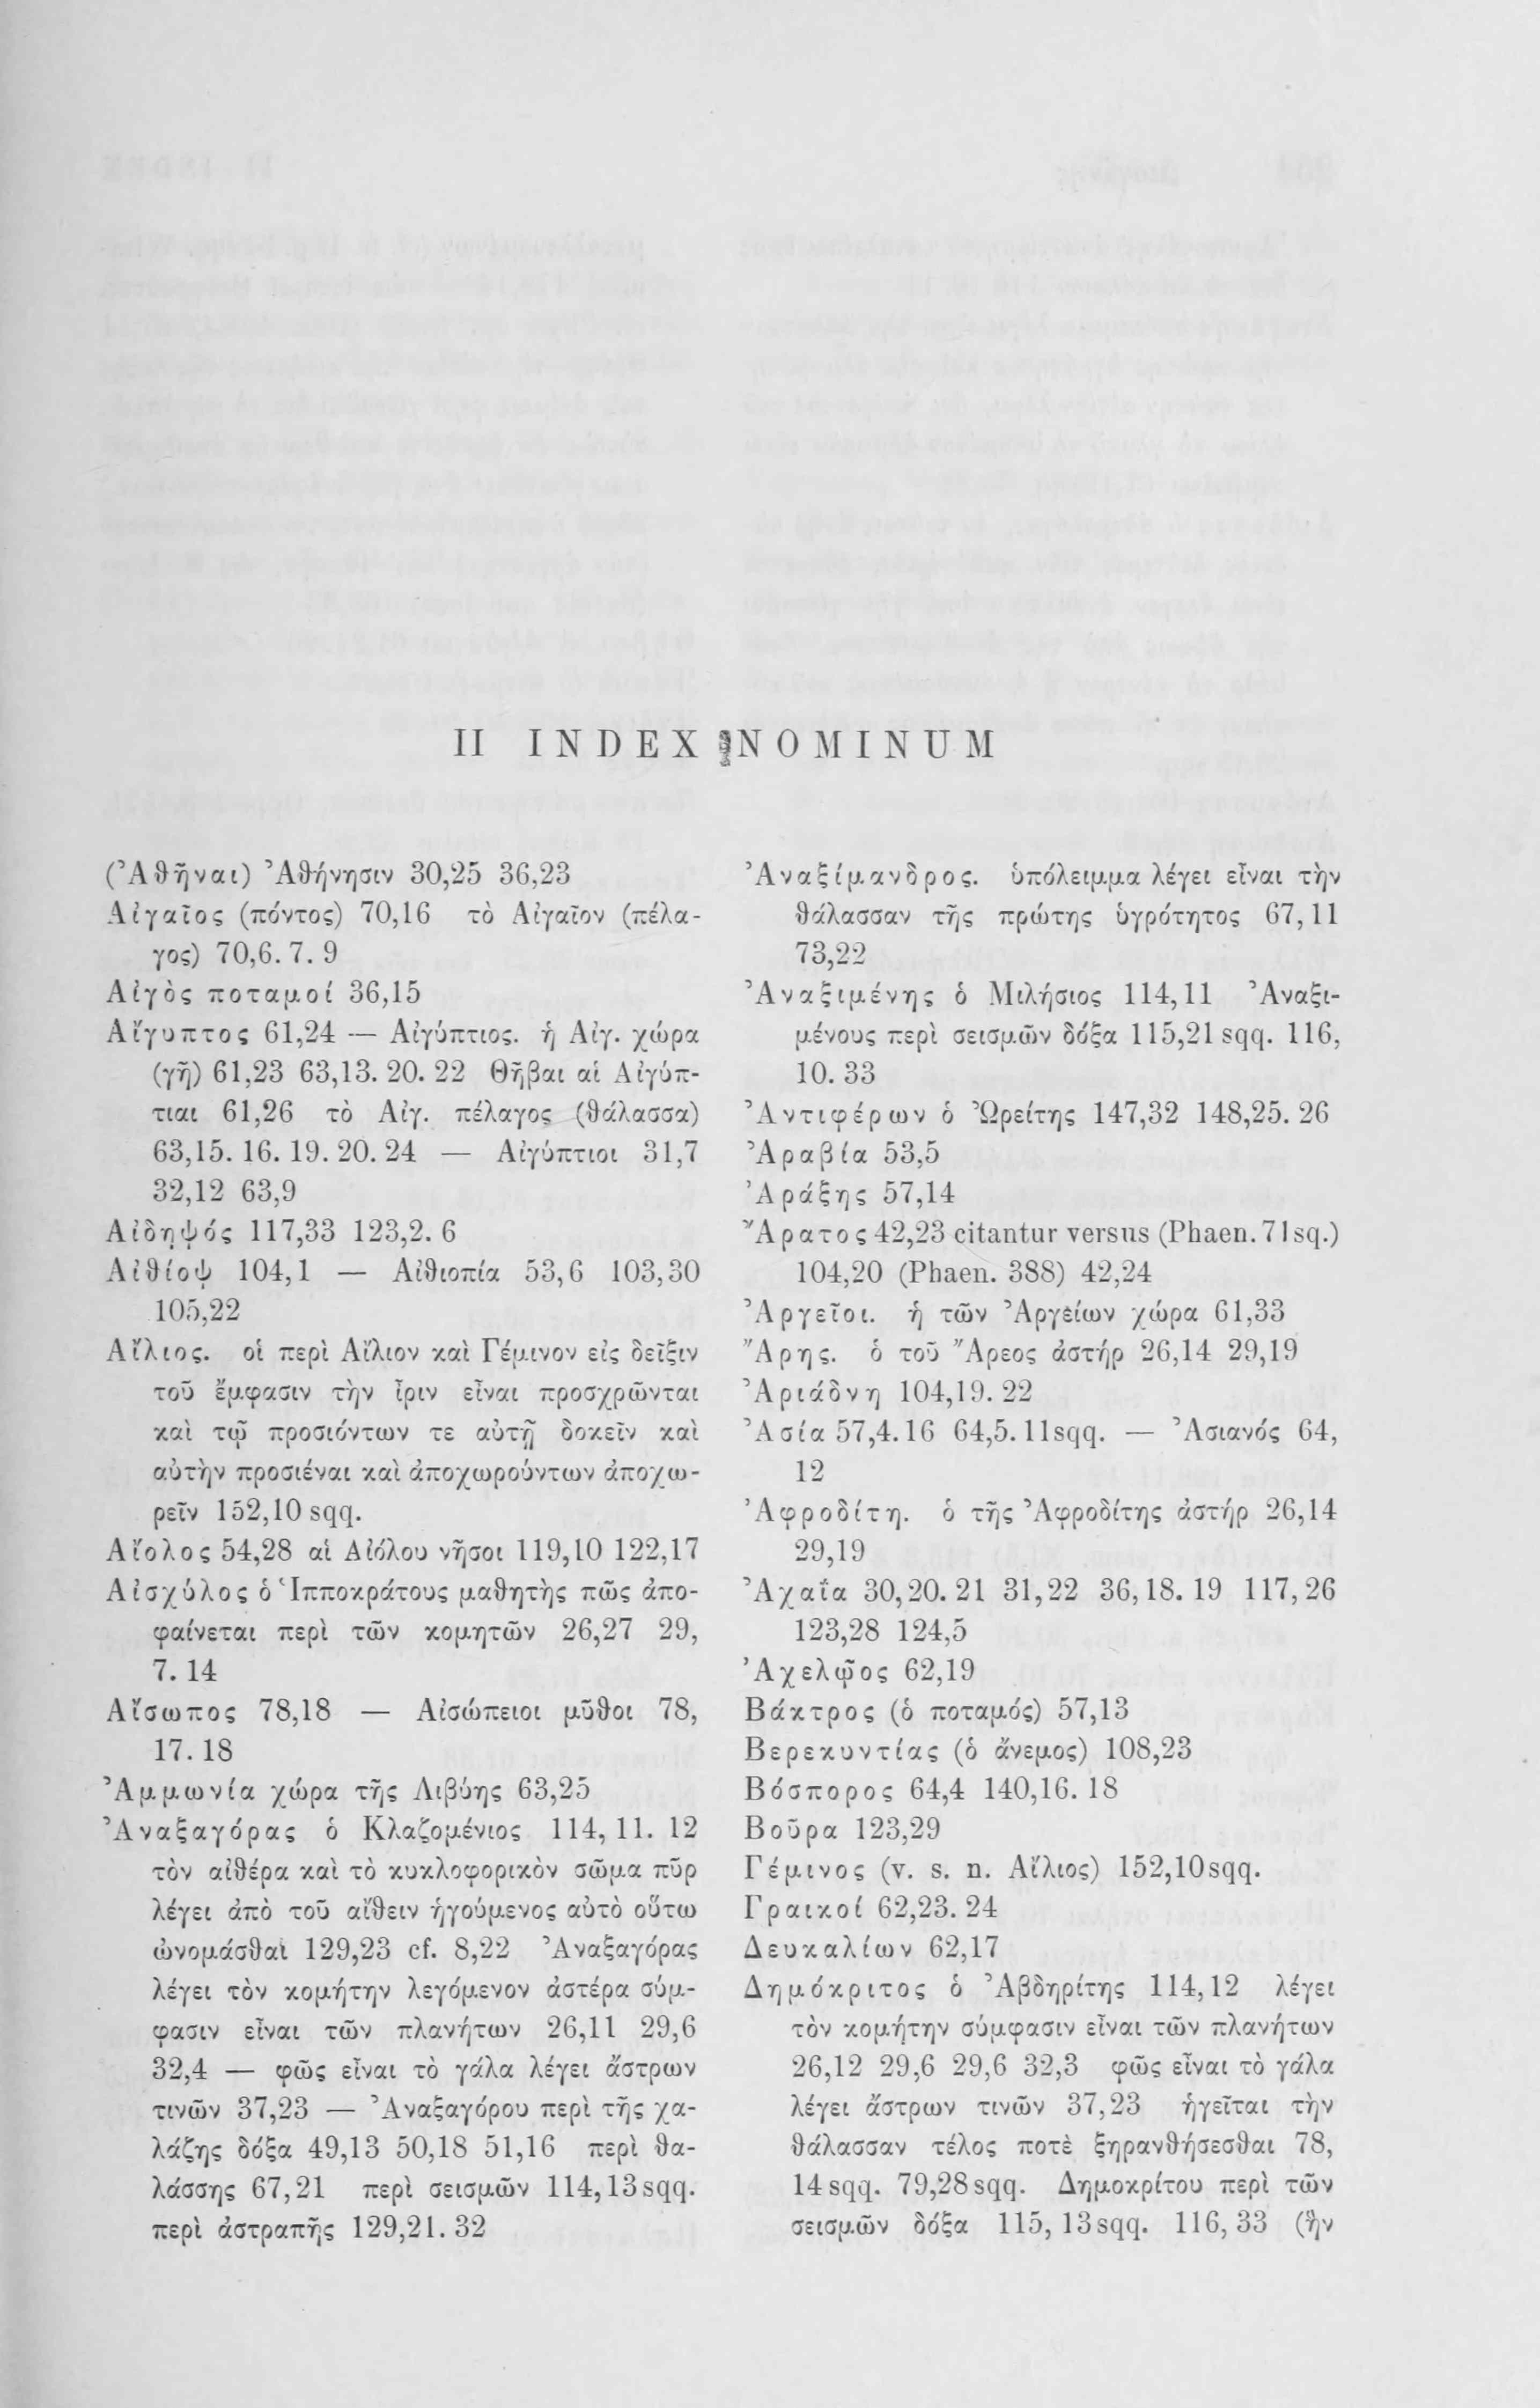 II INDEX NOMINUM
(Ἀθῆναι) Ἀθήνησιν 30,25 36,23
Αἰγαῖος (πόντος) 70,16 τὸ Αἰγαῖον (πέλα-
γος) 70,6. 7. 9
Αἰγὸς ποταμοί 36,15
Αἴγυπτος 61,24 — Αἰγύπτιος. ἡ Αἰγ. χώρα
(γῆ) 61,23 63,13. 20. 22 Θῆβαι αἱ Αἰγύπ-
τιαι 61,26 τὸ Αἰγ. πέλαγος (θάλασσα)
63,15. 16. 19. 20. 24 — Αἰγύπτιοι 31,7
32,12 63,9
Αἰδηψός 117,33 123,2. 6
Αἰθίοψ 104,1 — Αἰθιοπία 53,6 103,30
105,22
Αἴλιος. οἱ περὶ Αἴλιον καὶ Γέμινον εἰς δεῖξιν
τοῦ ἔμφασιν τὴν ἶριν εἶναι προσχρῶνται
καὶ τῷ προσιόντων τε αὐτῇ δοκεῖν καὶ
αὐτὴν προσιέναι καὶ ἀποχωρούντων ἀποχω-
ρεῖν 152,10 sqq.
Αἴολος 54,28 αἱ Αἰόλου νῆσοι 119,10 122,17
Αἰσχύλος ὁ Ἱπποκράτους μαθητὴς πῶς ἀπο-
φαίνεται περὶ τῶν κομητῶν 26,27 29,
7. 14
Αἴσωπος 78,18 — Αἰσώπειοι μῦθοι 78,
17. 18
Ἀμμωνία χώρα τῆς Λιβύης 63,25
Ἀναξαγόρας ὁ Κλαζομένιος 114, 11. 12
τὸν αἰθέρα καὶ τὸ κυκλοφορικὸν σῶμα πῦρ
λέγει ἀπὸ τοῦ αἴθειν ἡγούμενος αὐτὸ οὕτω
ὠνομάσθαι 129,23 cf. 8,22 Ἀναξαγόρας
λέγει τὸν κομήτην λεγόμενον ἀστέρα σύμ-
φασιν εἶναι τῶν πλανήτων 26,11 29,6
32,4 — φῶς εἶναι τὸ γάλα λέγει ἄστρων
τινῶν 37,23 — Ἀναξαγόρου περὶ τῆς χα-
λάζης δόξα 49,13 50,18 51,16 περὶ θα-
λάσσης 67,21 περὶ σεισμῶν 114,13 sqq.
περὶ ἀστραπῆς 129,21. 32
Ἀναξίμανδρος. ὑπόλειμμα λέγει εἶναι τὴν
θάλασσαν τῆς πρώτης ὑγρότητος 67,11
73,22
Ἀναξιμένης ὁ Μιλήσιος 114,11 Ἀναξι-
μένους περὶ σεισμῶν δόξα 115,21 sqq. 116,
10. 33
Ἀντιφέρων ὁ Ὠρείτης 147,32 148,25. 26
Ἀραβία 53,5
Ἀράξης 57,14
Ἄρατος 42,23 citantur versus (Phaen. 71sq.)
104,20 (Phaen. 388) 42,24
Ἀργεῖοι. ἡ τῶν Ἀργείων χώρα 61,33
Ἄρης. ὁ τοῦ Ἄρεος ἀστήρ 26,14 29,19
Ἀριάδνη 104,19. 22
Ἀσία 57,4. 16 64,5. 11sqq. — Ἀσιανός 64,
12
Ἀφροδίτη. ὁ τῆς Ἀφροδίτης ἀστήρ 26,14
29,19
Ἀχαΐα 30,20. 21 31,22 36,18. 19 117,26
123,28 124,5
Ἀχελῷος 62,19
Βάκτρος (ὁ ποταμός) 57,13
Βερεκυντίας (ὁ ἄνεμος) 108,23
Βόσπορος 64,4 140,16. 18
Βοῦρα 123,29
Γέμινος (v. s. n. Αἴλιος) 152,10sqq.
Γραικοί 62,23. 24
Δευκαλίων 62,17
Δημόκριτος ὁ Ἀβδηρίτης 114,12 λέγει
τὸν κομήτην σύμφασιν εἶναι τῶν πλανήτων
26,12 29,6 29,6 32,3 φῶς εἶναι τὸ γάλα
λέγει ἄστρων τινῶν 37,23 ἡγεῖται τὴν
θάλασσαν τέλος ποτὲ ξηρανθήσεσθαι 78,
14 sqq. 79,28 sqq. Δημοκρίτου περὶ τῶν
σεισμῶν δόξα 115, 13 sqq. 116, 33 (ἣν